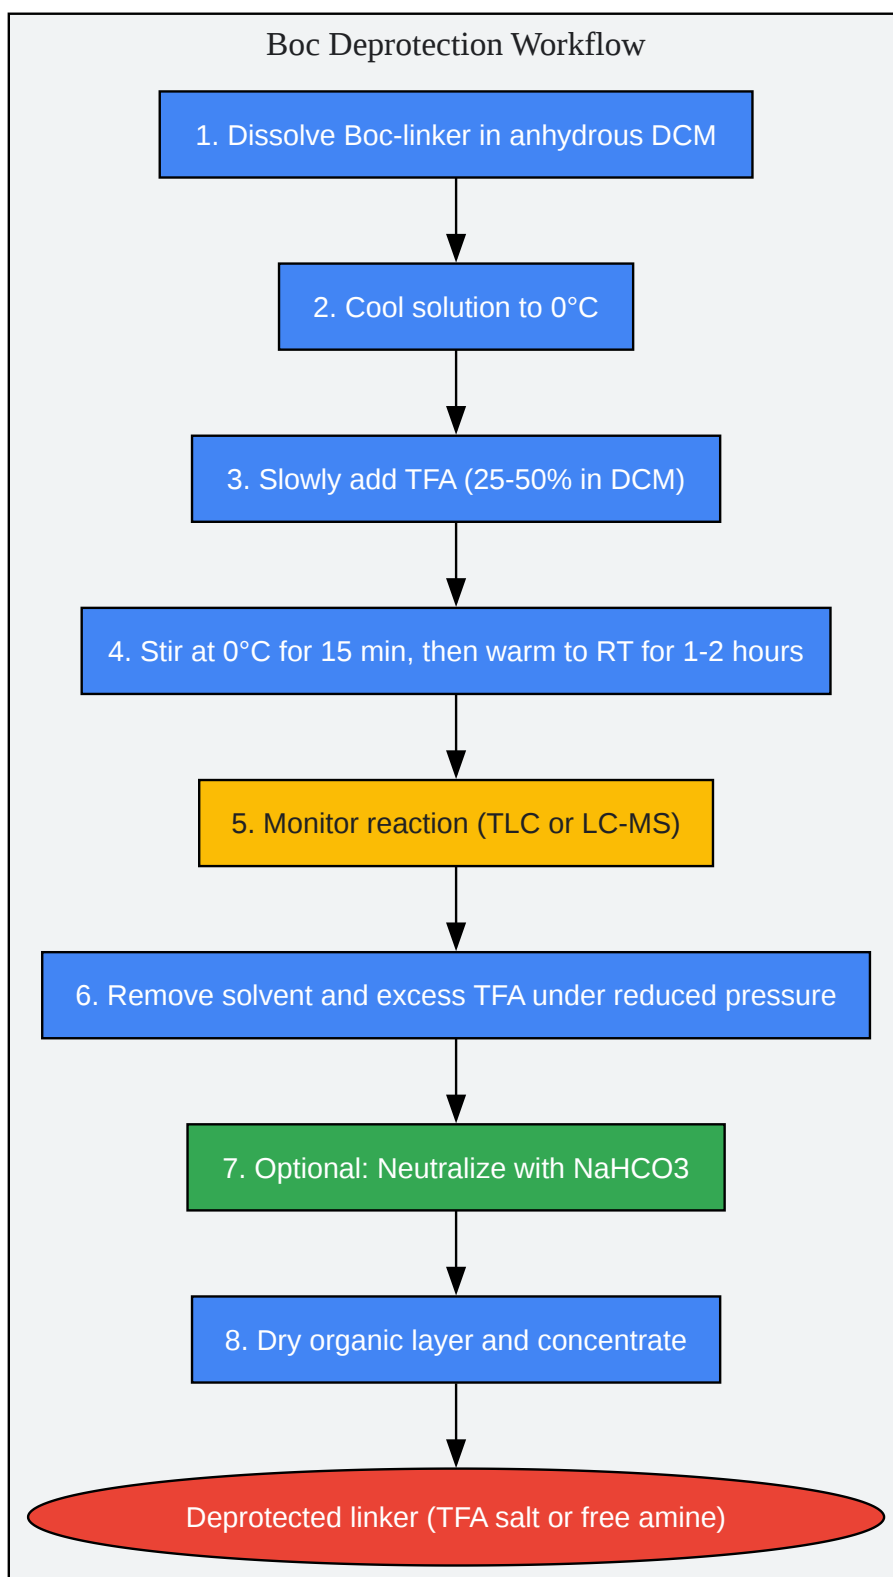 Boc Deprotection Workflow
1. Dissolve Boc-linker in anhydrous DCM
2. Cool solution to 0°C
3. Slowly add TFA (25-50% in DCM)
4. Stir at 0°C for 15 min, then warm to RT for 1-2 hours
5. Monitor reaction (TLC or LC-MS)
6. Remove solvent and excess TFA under reduced pressure
7. Optional: Neutralize with NaHCO3
8. Dry organic layer and concentrate
Deprotected linker (TFA salt or free amine)